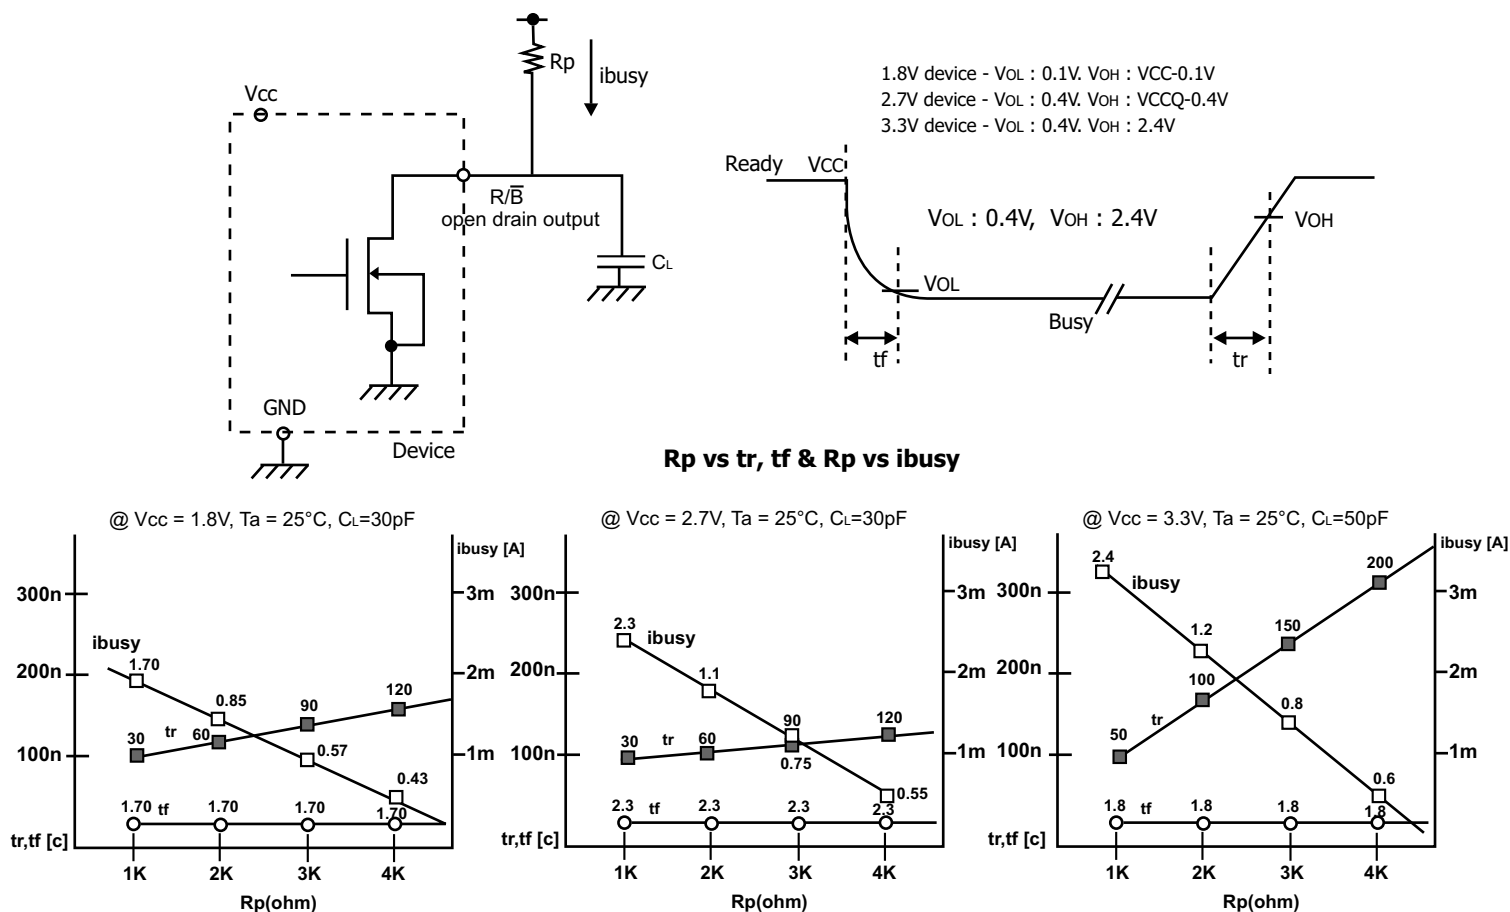 Rp
ibusy
Vcc
R/B̅
open drain output
CL
GND
Device
1.8V device - VOL : 0.1V. VOH : VCC-0.1V
2.7V device - VOL : 0.4V. VOH : VCCQ-0.4V
3.3V device - VOL : 0.4V. VOH : 2.4V
Ready VCC
VOL : 0.4V, VOH : 2.4V
VOH
VOL
Busy
tf
tr
Rp vs tr, tf & Rp vs ibusy
@ Vcc = 1.8V, Ta = 25°C, CL=30pF
ibusy [A]
300n
3m
ibusy
200n
1.70
2m
0.85
90
120
30
tr
60
100n
0.57
1m
0.43
1.70
tf
1.70
1.70
1.70
tr,tf [c]
1K
2K
3K
4K
Rp(ohm)
@ Vcc = 2.7V, Ta = 25°C, CL=30pF
ibusy [A]
300n
3m
2.3
ibusy
200n
1.1
2m
90
120
30
tr
60
100n
0.75
1m
0.55
2.3
tf
2.3
2.3
2.3
tr,tf [c]
1K
2K
3K
4K
Rp(ohm)
@ Vcc = 3.3V, Ta = 25°C, CL=50pF
ibusy [A]
2.4
200
300n
ibusy
3m
1.2
150
200n
100
2m
0.8
50
tr
100n
1m
0.6
1.8
tf
1.8
1.8
1.8
tr,tf [c]
1K
2K
3K
4K
Rp(ohm)